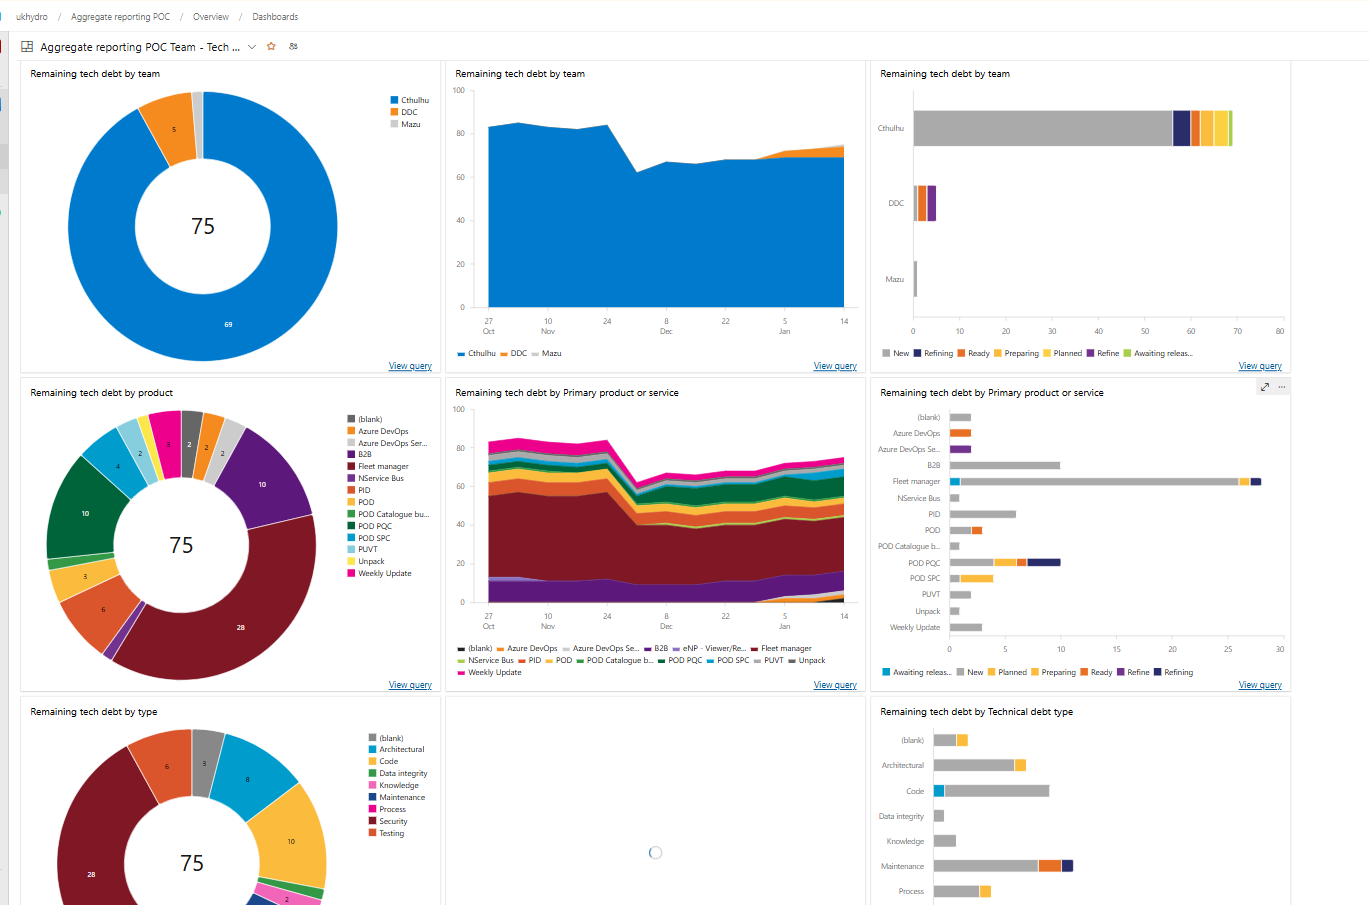 ukhydro / Aggregate reporting POC / Overview / Dashboards
Aggregate reporting POC Team - Tech ...
Remaining tech debt by team
Cthulhu
DDC
Mazu
5
75
69
View query
Remaining tech debt by team
100
80
60
40
20
0
27 10 24 8 22 5 14
Oct Nov Dec Jan
Cthulhu DDC Mazu
View query
Remaining tech debt by team
Cthulhu
DDC
Mazu
0 10 20 30 40 50 60 70 80
New Refining Ready Preparing Planned Refine Awaiting releas...
View query
Remaining tech debt by product
(blank)
Azure DevOps
Azure DevOps Ser...
B2B
Fleet manager
NService Bus
PID
POD
POD Catalogue bu...
POD PQC
POD SPC
PUVT
Unpack
Weekly Update
2
2
2
10
28
6
3
10
4
2
3
75
View query
Remaining tech debt by Primary product or service
100
80
60
40
20
0
27 10 24 8 22 5 14
Oct Nov Dec Jan
(blank) Azure DevOps Azure DevOps Se... B2B eNP - Viewer/Re... Fleet manager
NService Bus PID POD POD Catalogue b... POD PQC POD SPC PUVT Unpack
Weekly Update
View query
Remaining tech debt by Primary product or service
...
(blank)
Azure DevOps
Azure DevOps Se...
B2B
Fleet manager
NService Bus
PID
POD
POD Catalogue b...
POD PQC
POD SPC
PUVT
Unpack
Weekly Update
0 5 10 15 20 25 30
Awaiting releas... New Planned Preparing Ready Refine Refining
View query
Remaining tech debt by type
(blank)
Architectural
Code
Data integrity
Knowledge
Maintenance
Process
Security
Testing
3
8
10
2
28
6
75
Remaining tech debt by Technical debt type
(blank)
Architectural
Code
Data integrity
Knowledge
Maintenance
Process